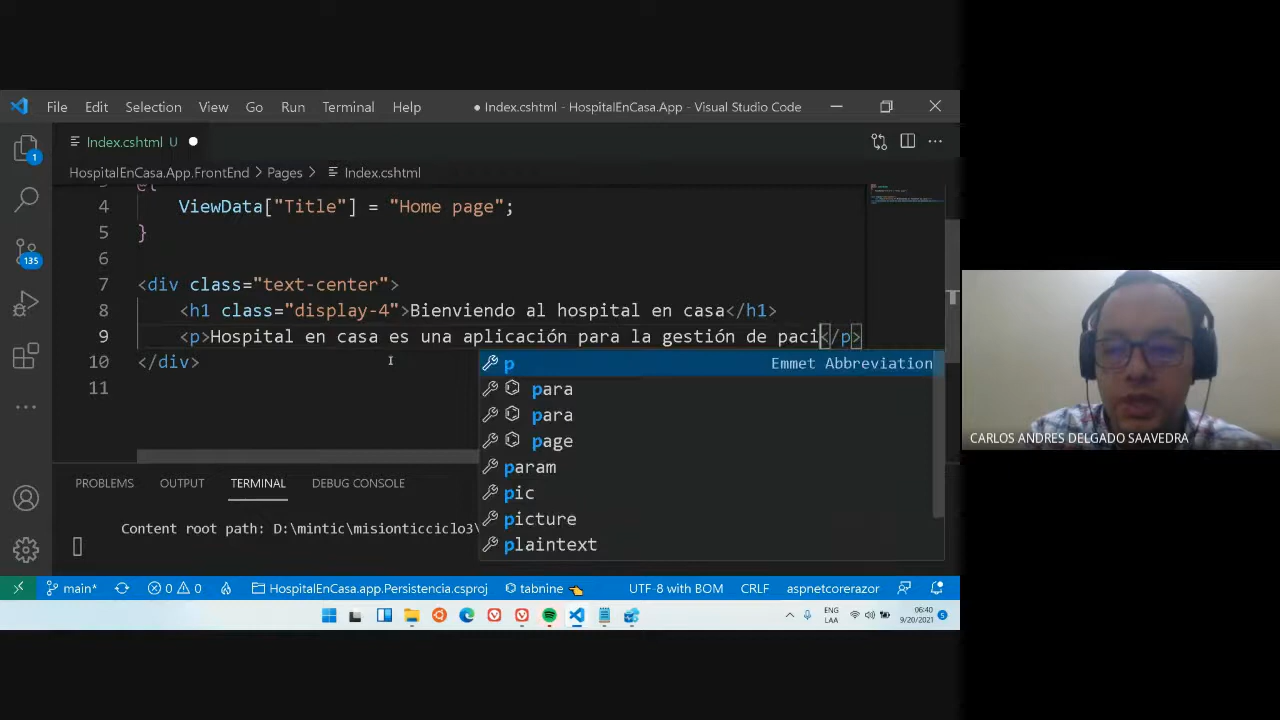 File Edit Selection View Go Run Terminal Help ● Index.cshtml - HospitalEnCasa.App - Visual Studio Code
Index.cshtml U ●
1
HospitalEnCasa.App.FrontEnd > Pages > Index.cshtml
4 ViewData["Title"] = "Home page";
5 }
6
7 <div class="text-center">
8 <h1 class="display-4">Bienviendo al hospital en casa</h1>
9 <p>Hospital en casa es una aplicación para la gestión de paci</p>
10 </div>
11
135
p Emmet Abbreviation
para
para
page
param
pic
picture
plaintext
PROBLEMS OUTPUT TERMINAL DEBUG CONSOLE
Content root path: D:\mintic\misionticciclo3\
main* 0 0 HospitalEnCasa.app.Persistencia.csproj tabnine UTF-8 with BOM CRLF aspnetcorerazor
ENG
LAA
06:40
9/20/2021
5
CARLOS ANDRES DELGADO SAAVEDRA